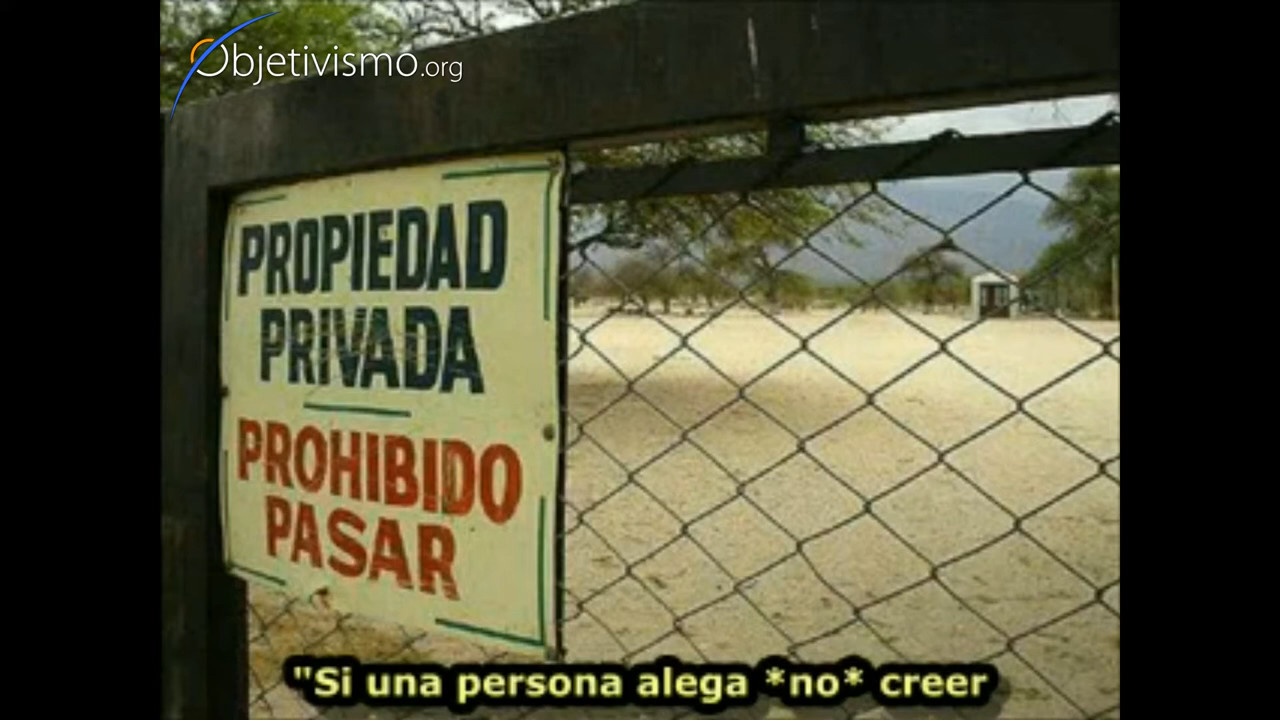 Objetivismo.org
PROPIEDAD
PRIVADA
PROHIBIDO
PASAR
"Si una persona alega *no* creer